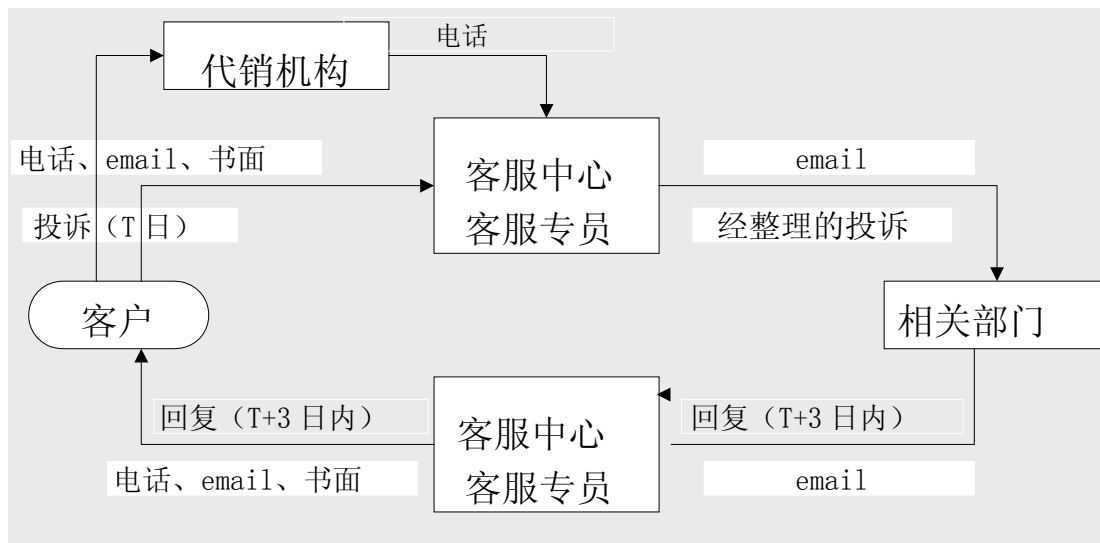 电话
代销机构
电话、email、书面
客服中心
客服专员
email
投诉（T 日）
经整理的投诉
客户
相关部门
回复（T+3 日内）
客服中心
客服专员
回复（T+3 日内）
电话、email、书面
email